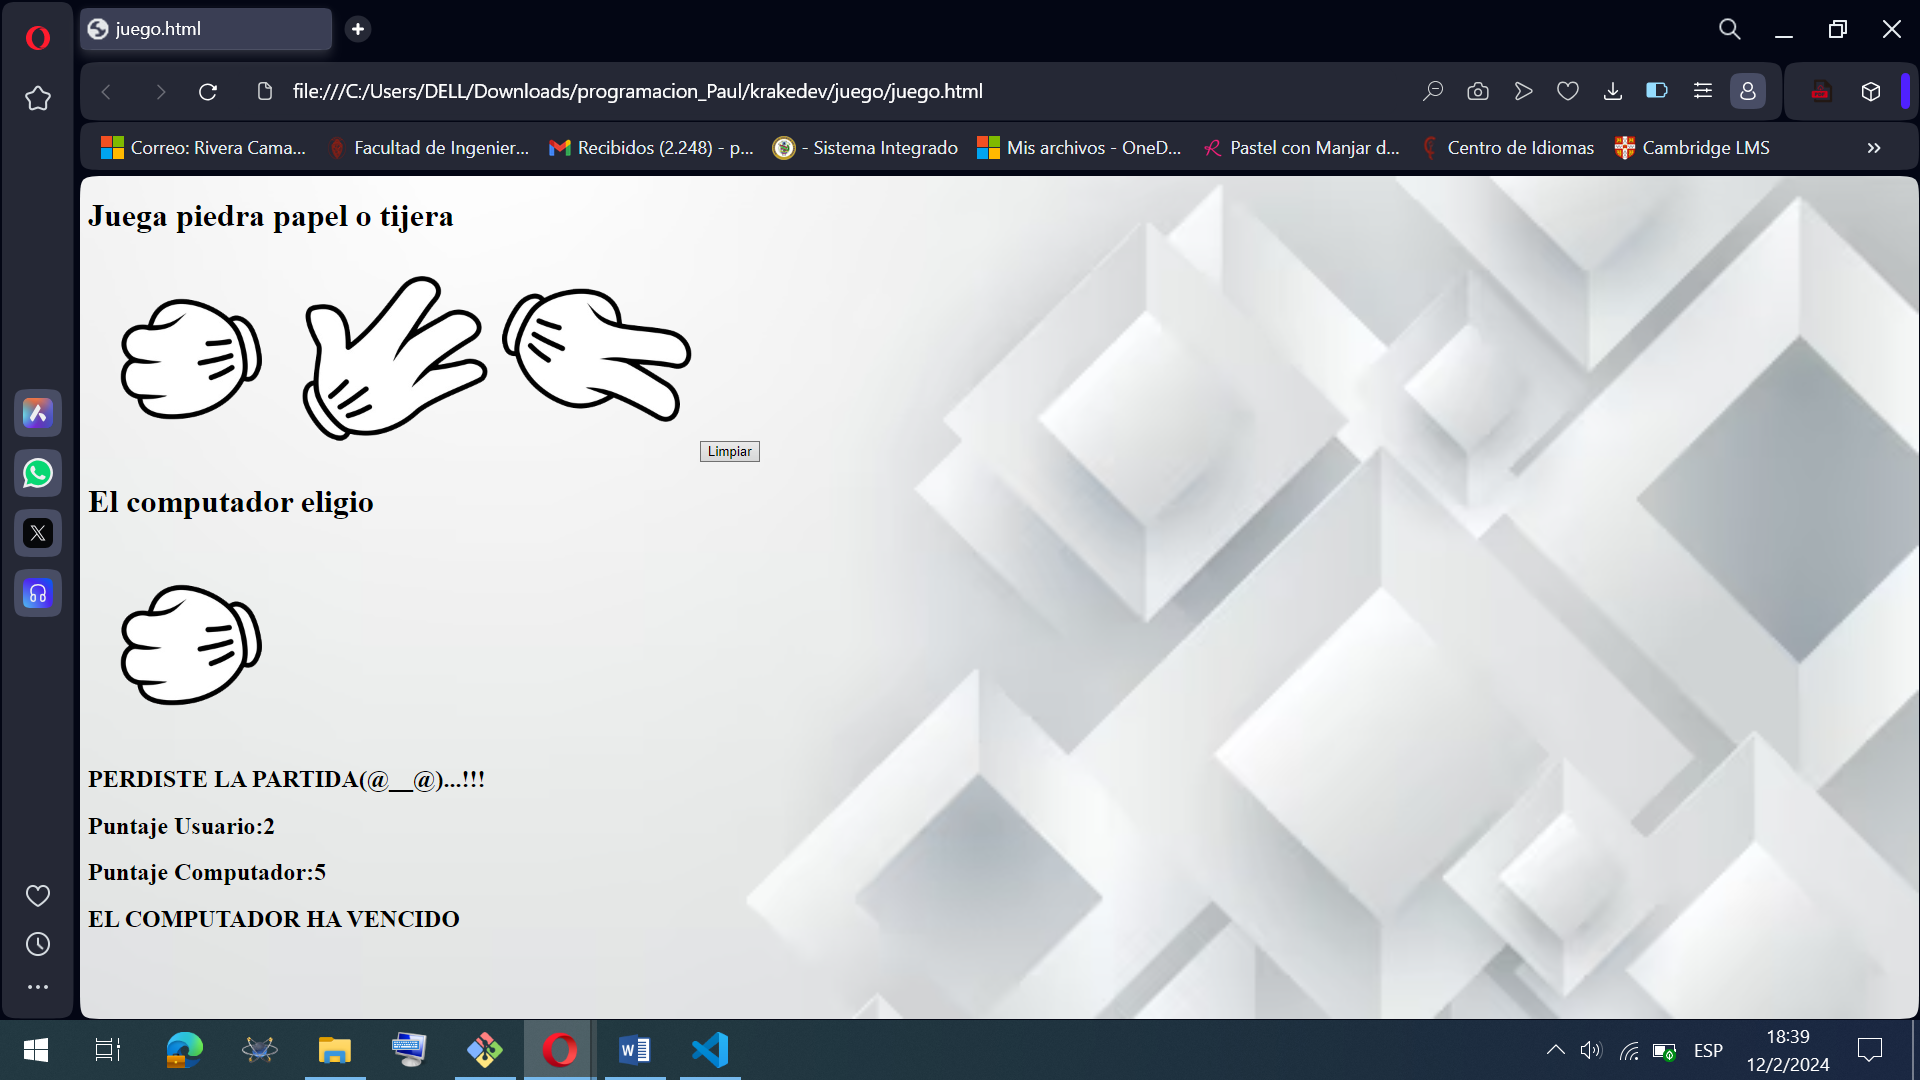 juego.html
file:///C:/Users/DELL/Downloads/programacion_Paul/krakedev/juego/juego.html
Correo: Rivera Cama... Facultad de Ingenier... Recibidos (2.248) - p... - Sistema Integrado Mis archivos - OneD... Pastel con Manjar d... Centro de Idiomas Cambridge LMS
Juega piedra papel o tijera
Limpiar
El computador eligio
PERDISTE LA PARTIDA(@__@)...!!!
Puntaje Usuario:2
Puntaje Computador:5
EL COMPUTADOR HA VENCIDO
ESP
18:39
12/2/2024